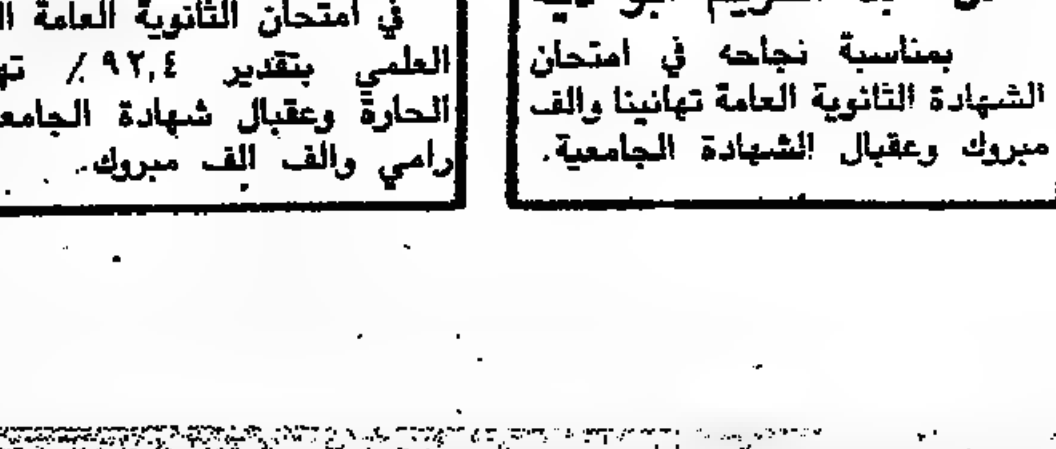 بمناسبة نجاحه في امتحان
الشهادة الثانوية العامة تهانينا والف
مبروك وعقبال الشهادة الجامعية.
في امتحان الثانوية العامة
العلمي بتقدير ٩٢,٤ ٪
الحارة وعقبال شهادة
رامي والف الف مبروك.